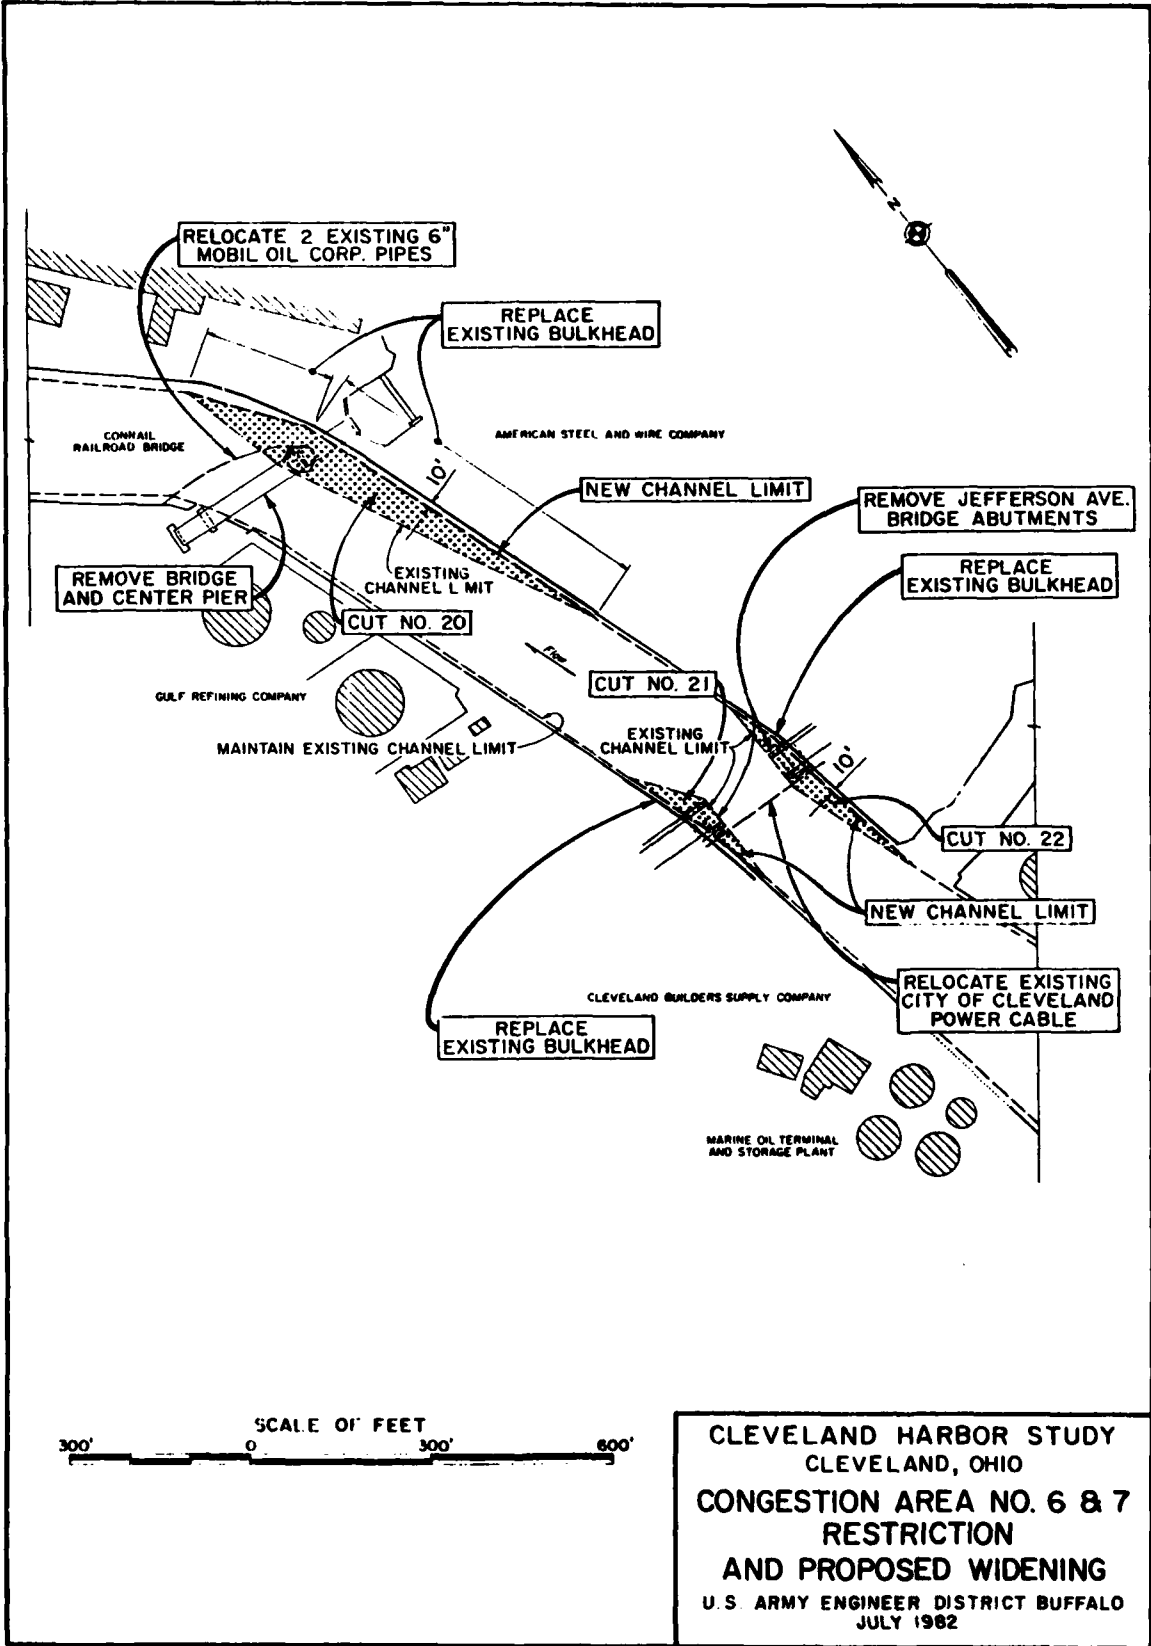 RELOCATE 2 EXISTING 6"
MOBIL OIL CORP. PIPES
N
REPLACE
EXISTING BULKHEAD
CONRAIL
RAILROAD BRIDGE
AMERICAN STEEL AND WIRE COMPANY
10'
NEW CHANNEL LIMIT
REMOVE JEFFERSON AVE.
BRIDGE ABUTMENTS
REPLACE
EXISTING BULKHEAD
REMOVE BRIDGE
AND CENTER PIER
EXISTING
CHANNEL L MIT
CUT NO. 20
Flow
CUT NO. 21
GULF REFINING COMPANY
MAINTAIN EXISTING CHANNEL LIMIT
EXISTING
CHANNEL LIMIT
10'
CUT NO. 22
NEW CHANNEL LIMIT
RELOCATE EXISTING
CITY OF CLEVELAND
POWER CABLE
CLEVELAND BUILDERS SUPPLY COMPANY
REPLACE
EXISTING BULKHEAD
MARINE OIL TERMINAL
AND STORAGE PLANT
SCALE OF FEET
300' 0 300' 600'
CLEVELAND HARBOR STUDY
CLEVELAND, OHIO
CONGESTION AREA NO. 6 & 7
RESTRICTION
AND PROPOSED WIDENING
U.S. ARMY ENGINEER DISTRICT BUFFALO
JULY 1982